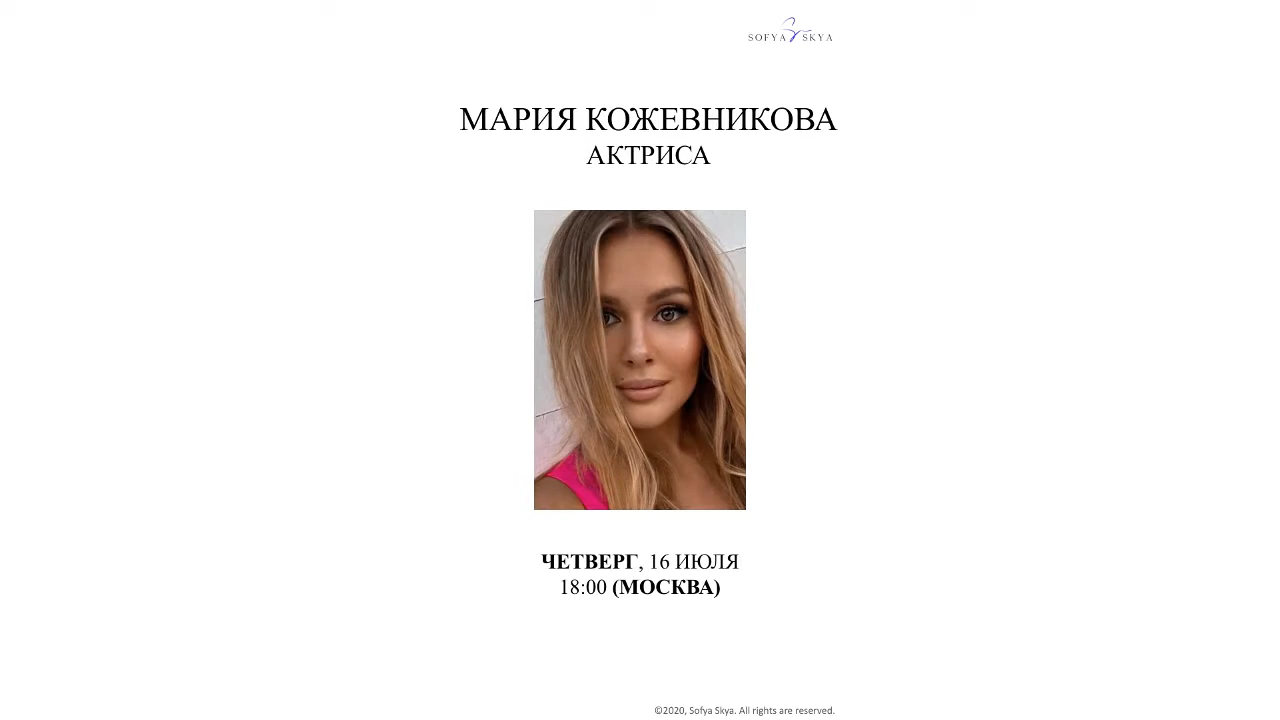 SOFYA SKYA
МАРИЯ КОЖЕВНИКОВА
АКТРИСА
ЧЕТВЕРГ, 16 ИЮЛЯ
18:00 (МОСКВА)
©2020, Sofya Skya. All rights are reserved.